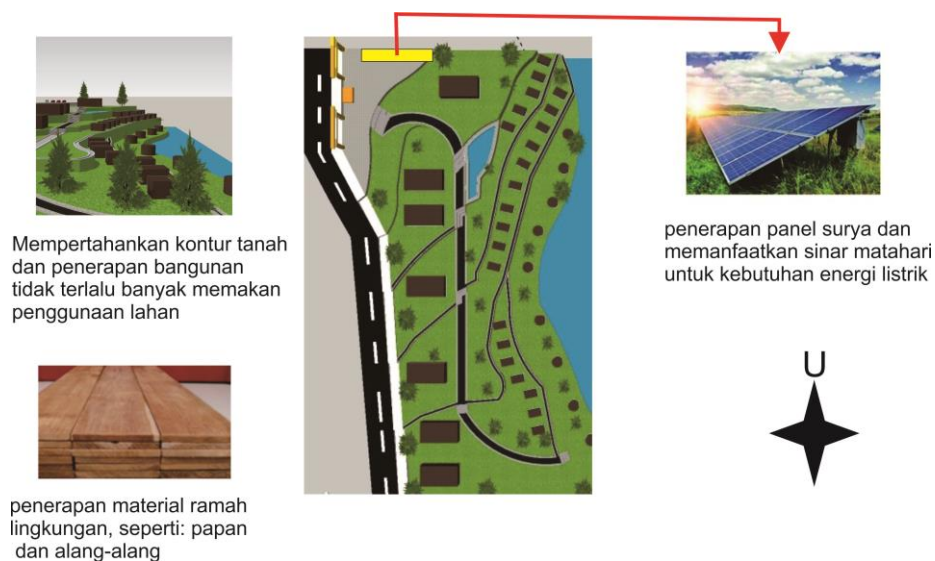 Mempertahankan kontur tanah
dan penerapan bangunan
tidak terlalu banyak memakan
penggunaan lahan
penerapan material ramah
lingkungan, seperti: papan
dan alang-alang
penerapan panel surya dan
memanfaatkan sinar matahari
untuk kebutuhan energi listrik
U